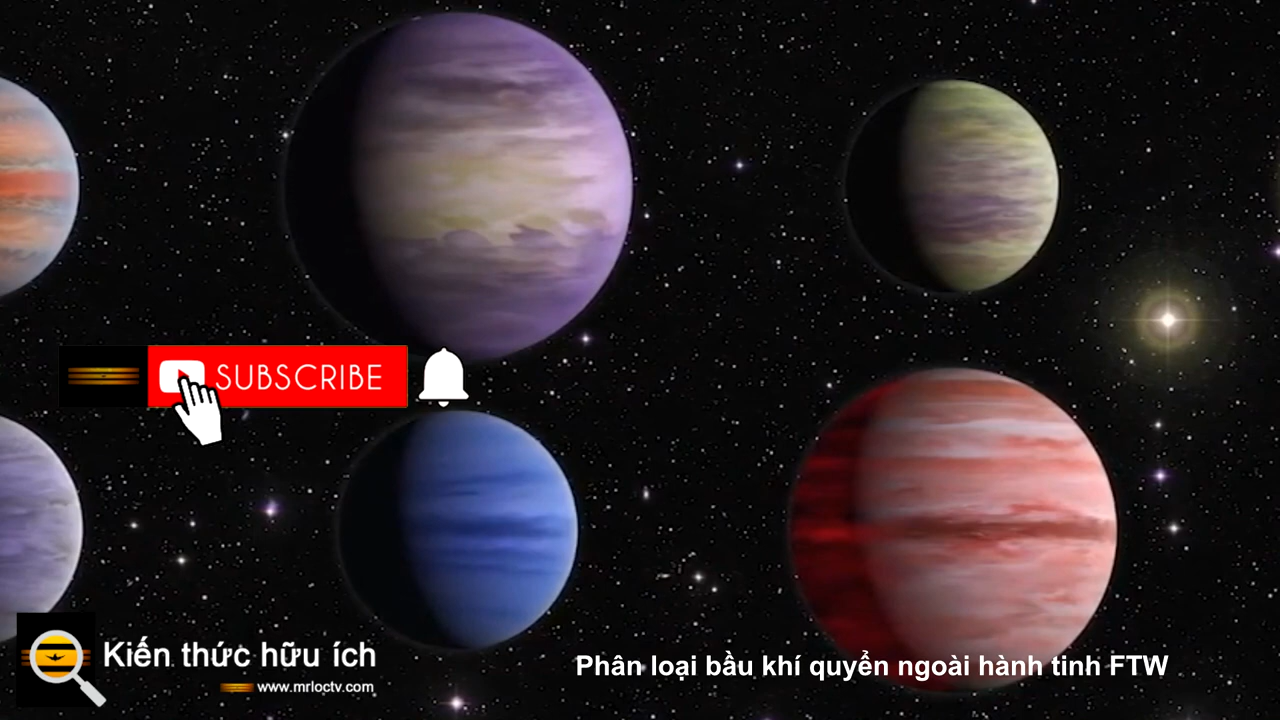 SUBSCRIBE
Kiến thức hữu ích
www.mrloctv.com
Phân loại bầu khí quyển ngoài hành tinh FTW